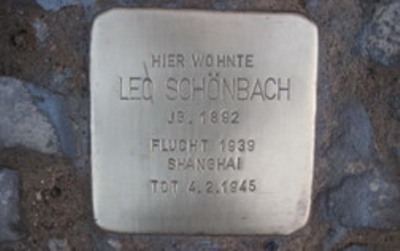 HIER WOHNTE
LEO SCHÖNBACH
JG. 1892
FLUCHT 1939
SHANGHAI
TOT 4.2.1945